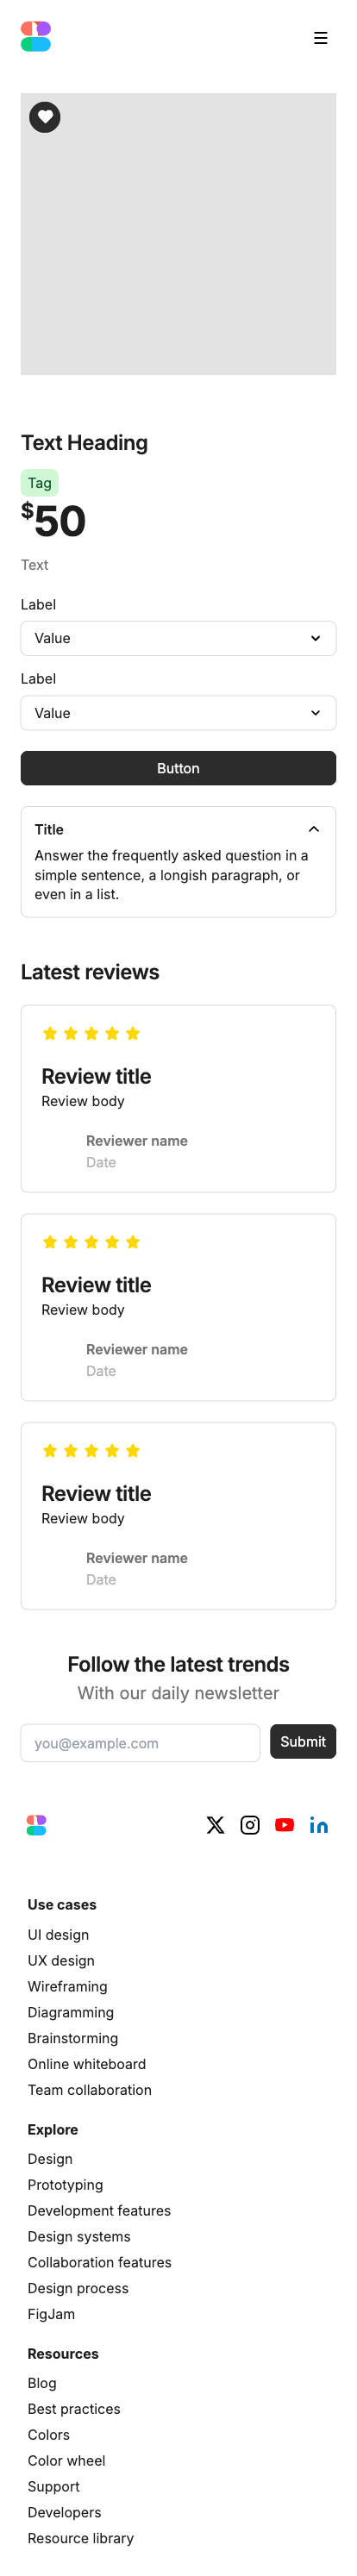 Text Heading
Tag
$50
Text
Label
Value
Label
Value
Button
Title
Answer the frequently asked question in a
simple sentence, a longish paragraph, or
even in a list.
Latest reviews
Review title
Review body
Reviewer name
Date
Review title
Review body
Reviewer name
Date
Review title
Review body
Reviewer name
Date
Follow the latest trends
With our daily newsletter
you@example.com
Submit
Use cases
UI design
UX design
Wireframing
Diagramming
Brainstorming
Online whiteboard
Team collaboration
Explore
Design
Prototyping
Development features
Design systems
Collaboration features
Design process
FigJam
Resources
Blog
Best practices
Colors
Color wheel
Support
Developers
Resource library